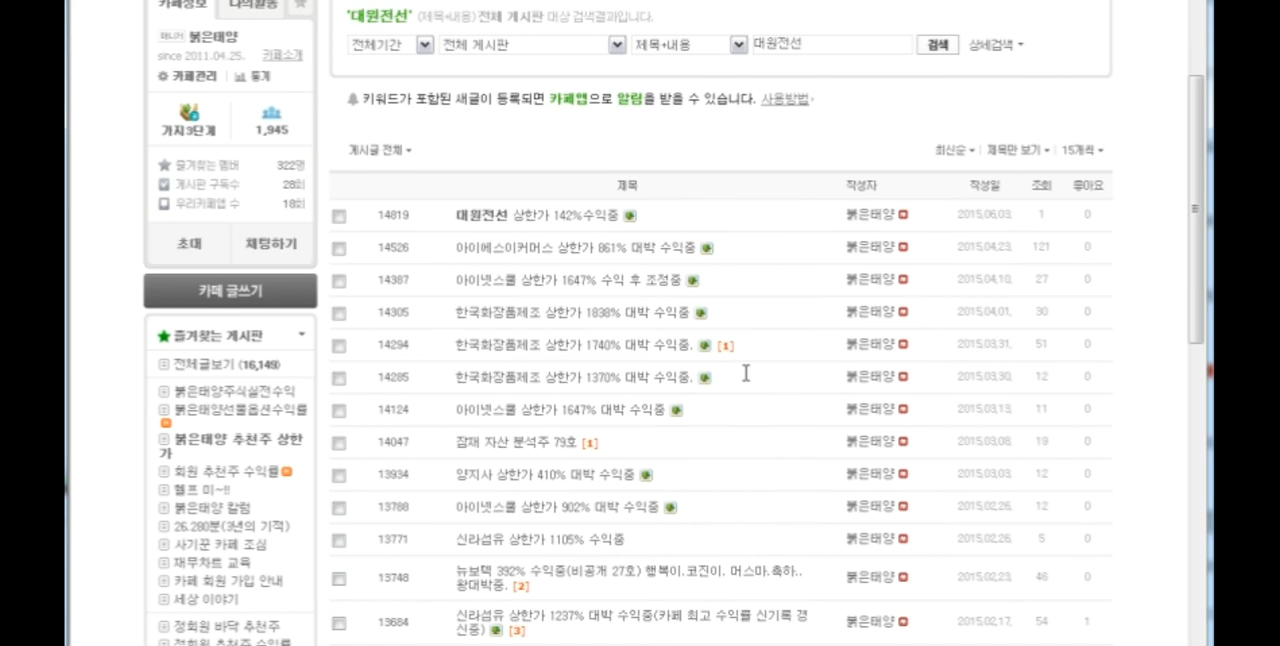 카페정보 나의활동
매니저 붉은태양
since 2011.04.25. 카페소개
카페관리 통계
가지3단계 1,945
즐겨찾는 멤버 322명
게시판 구독수 28회
우리카페앱 수 18회
초대 채팅하기
카페 글쓰기
즐겨찾는 게시판
전체글보기 (16,149)
붉은태양주식실전수익
붉은태양선물옵션수익률
붉은태양 추천주 상한
가
회원 추천주 수익률
헬프 미~!!
붉은태양 칼럼
26.280분(3년의 기적)
사기꾼 카페 조심
재무차트 교육
카페 회원 가입 안내
세상 이야기
정회원 바닥 추천주
정회원 추천주 수익률
'대원전선' (제목+내용) 전체 게시판 대상 검색결과입니다.
전체기간 전체 게시판 제목+내용 대원전선 검색 상세검색
키워드가 포함된 새글이 등록되면 카페앱으로 알림을 받을 수 있습니다. 사용방법
게시글 전체 최신순 제목만 보기 15개씩
제목 작성자 작성일 조회 좋아요
14819 대원전선 상한가 142%수익중 붉은태양 2015.06.03. 1 0
14526 아이에스이커머스 상한가 861% 대박 수익중 붉은태양 2015.04.23. 121 0
14387 아이넷스쿨 상한가 1647% 수익 후 조정중 붉은태양 2015.04.10. 27 0
14305 한국화장품제조 상한가 1838% 대박 수익중 붉은태양 2015.04.01. 30 0
14294 한국화장품제조 상한가 1740% 대박 수익중. [1] 붉은태양 2015.03.31. 51 0
14285 한국화장품제조 상한가 1370% 대박 수익중. 붉은태양 2015.03.30. 12 0
14124 아이넷스쿨 상한가 1647% 대박 수익중 붉은태양 2015.03.13. 11 0
14047 잠재 자산 분석주 79호 [1] 붉은태양 2015.03.08. 19 0
13934 양지사 상한가 410% 대박 수익중 붉은태양 2015.03.03. 12 0
13788 아이넷스쿨 상한가 902% 대박 수익중 붉은태양 2015.02.26. 12 0
13771 신라섬유 상한가 1105% 수익중 붉은태양 2015.02.26. 5 0
13748 뉴보텍 392% 수익중(비공개 27호) 행복이.코진이. 머스마.축하..
왕대박중. [2] 붉은태양 2015.02.23. 46 0
13684 신라섬유 상한가 1237% 대박 수익중(카페 최고 수익률 신기록 갱
신중) [3] 붉은태양 2015.02.17. 54 1